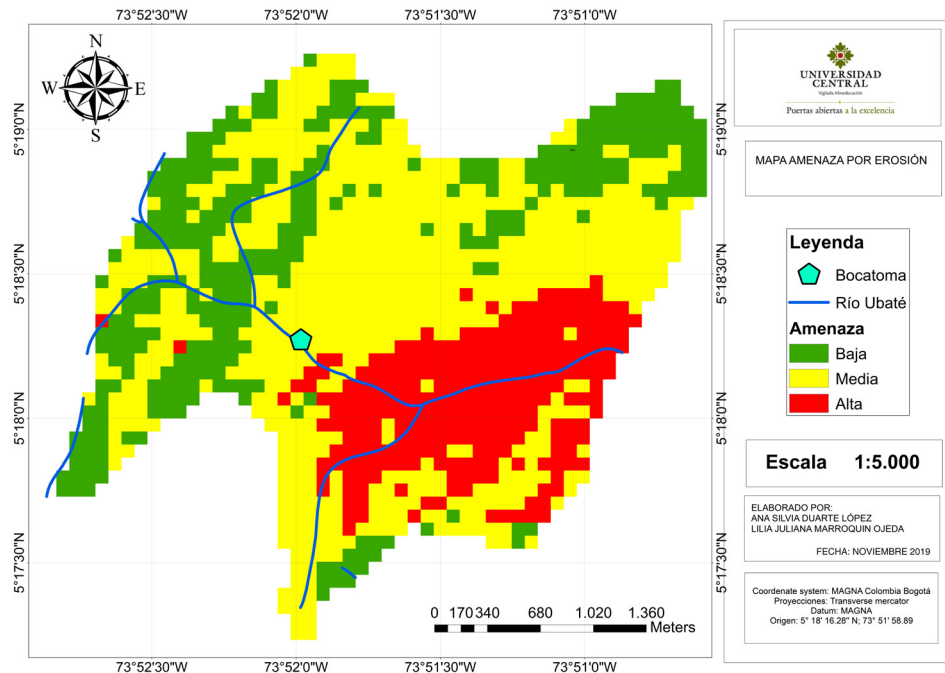 73°52'30"W 73°52'0"W 73°51'30"W 73°51'0"W
N
W E
S
5°19'0"N
5°18'30"N
5°18'0"N
5°17'30"N
5°19'0"N
5°18'30"N
5°18'0"N
5°17'30"N
0 170 340 680 1.020 1.360
Meters
73°52'30"W 73°52'0"W 73°51'30"W 73°51'0"W
UNIVERSIDAD
CENTRAL
Vigilada Mineducación
Puertas abiertas a la excelencia
MAPA AMENAZA POR EROSIÓN
Leyenda
Bocatoma
Río Ubaté
Amenaza
Baja
Media
Alta
Escala 1:5.000
ELABORADO POR:
ANA SILVIA DUARTE LÓPEZ
LILIA JULIANA MARROQUIN OJEDA
FECHA: NOVIEMBRE 2019
Coordenate system: MAGNA Colombia Bogotá
Proyecciones: Transverse mercator
Datum: MAGNA
Origen: 5° 18' 16.28" N; 73° 51' 58.89